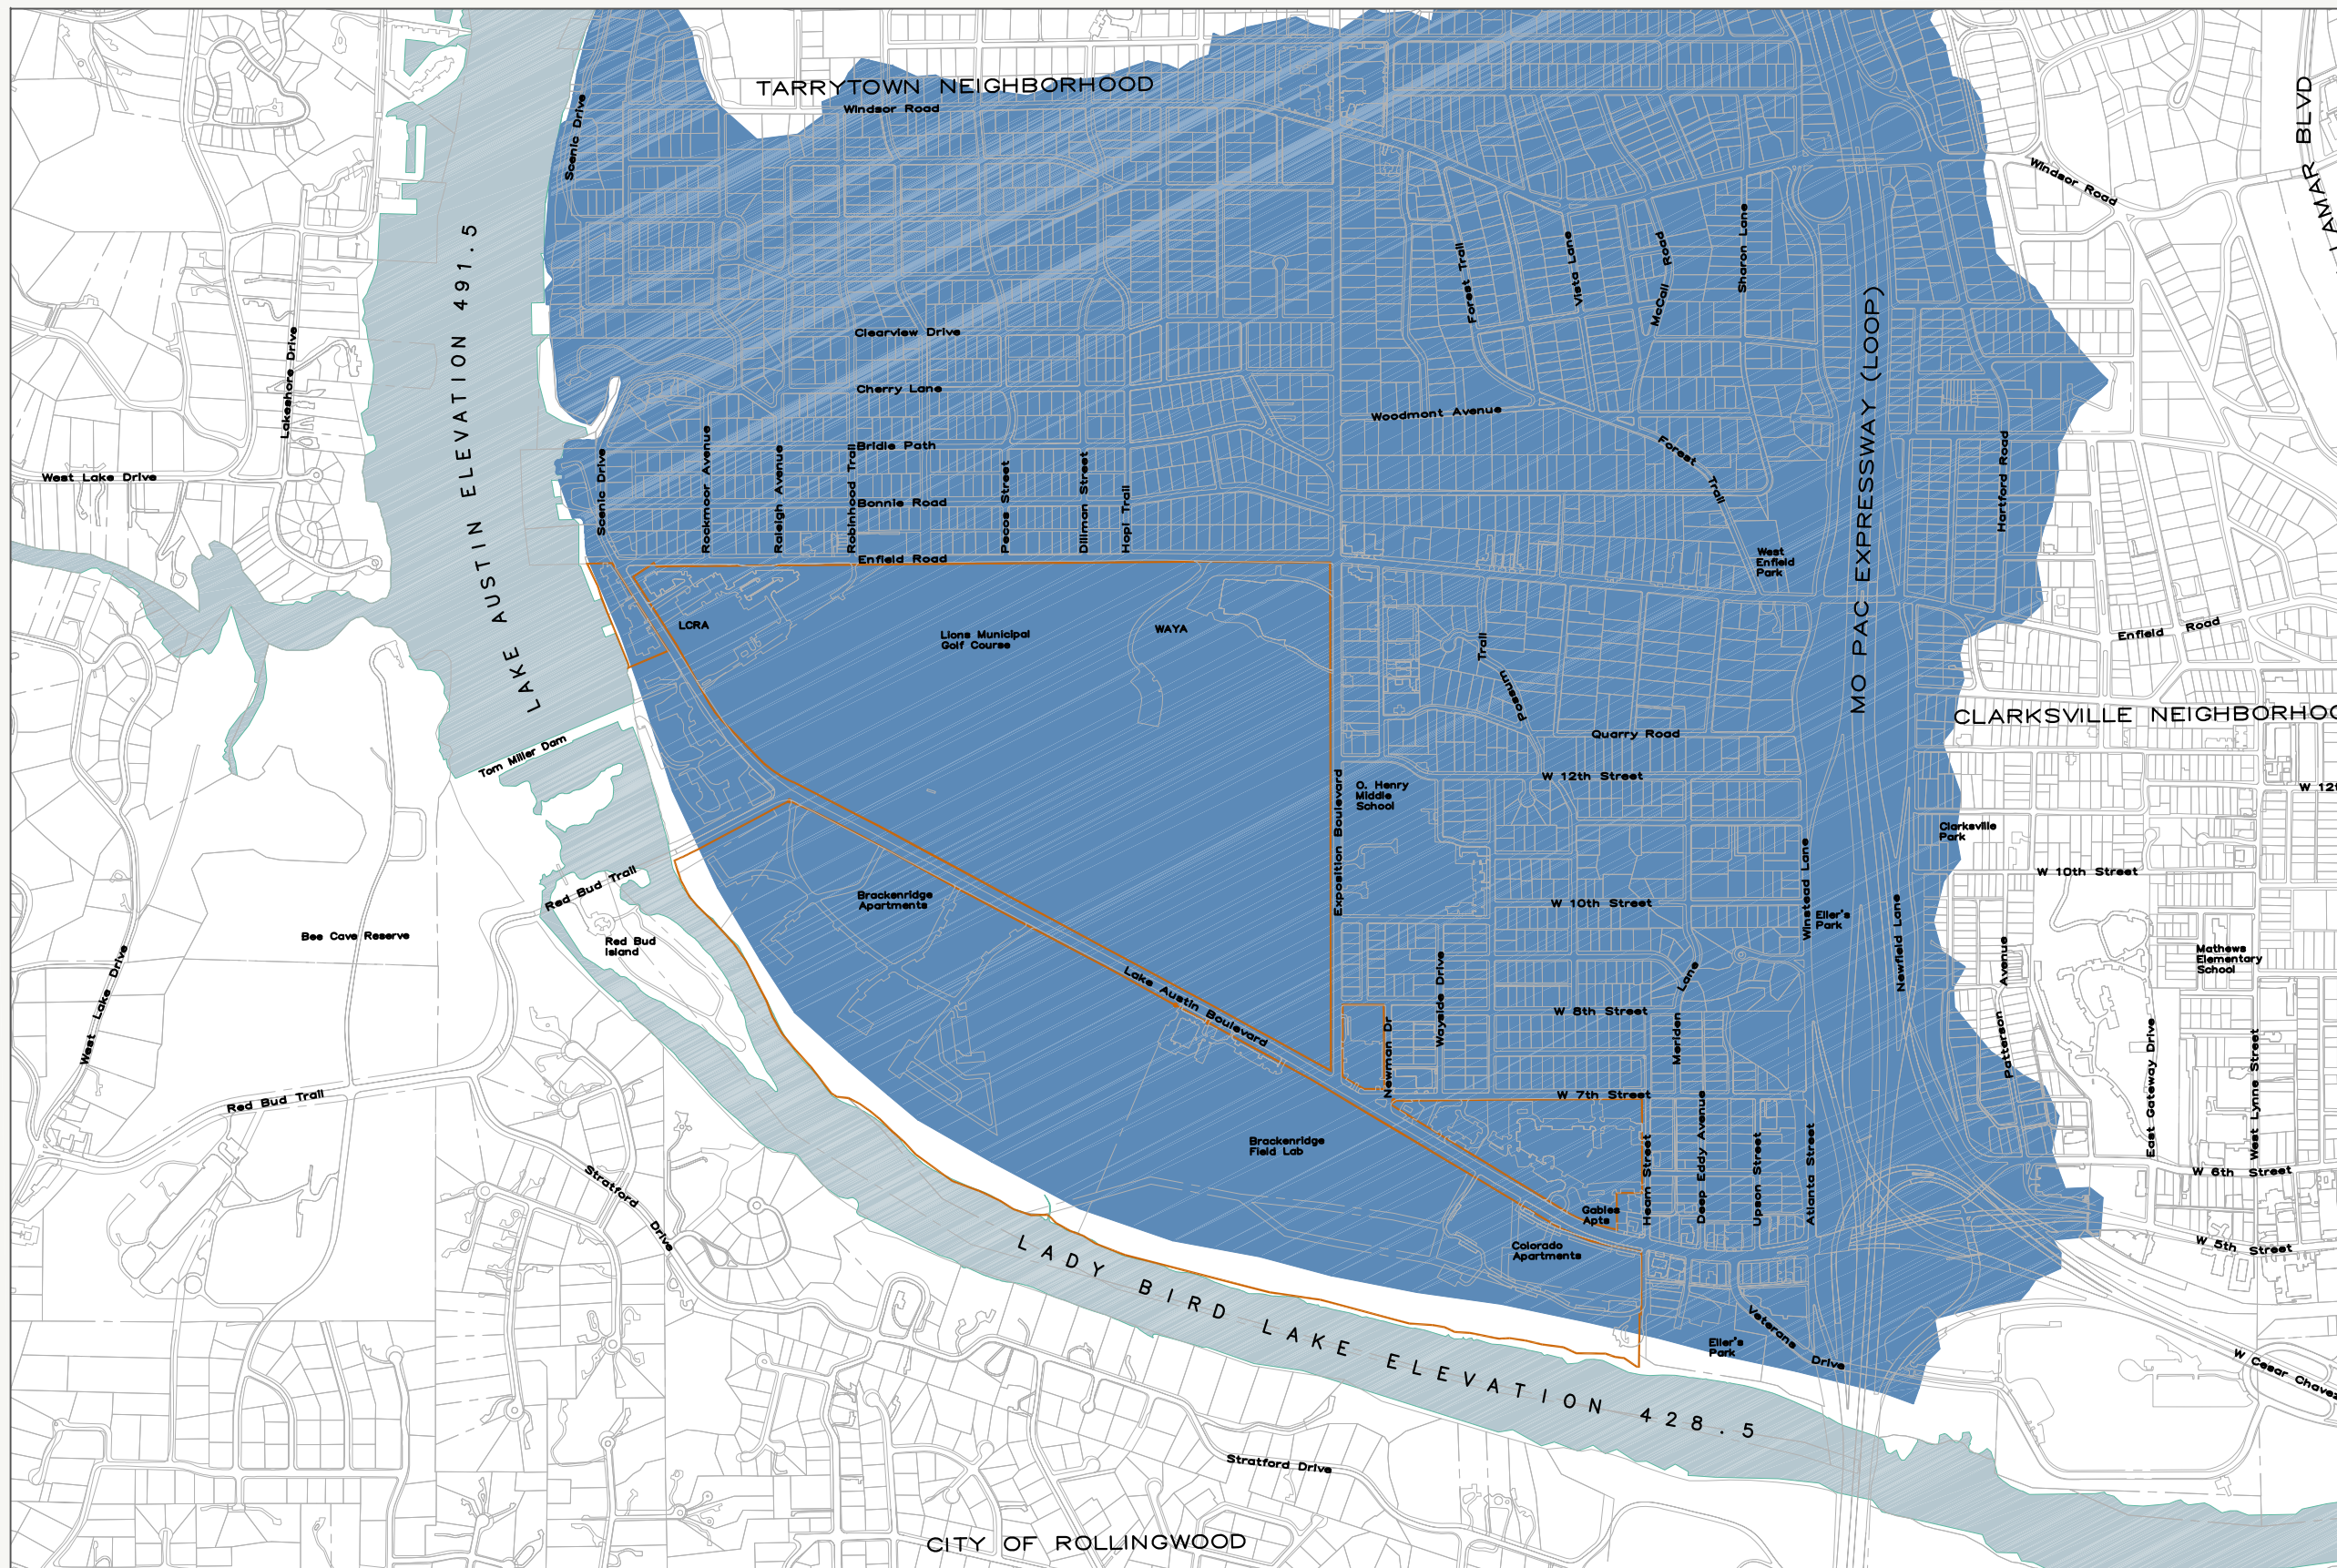 TARRYTOWN NEIGHBORHOOD
Windsor Road
Scenic Drive
LAMAR BLVD
Windsor Road
LAKE AUSTIN ELEVATION 491.5
Forest Trail
Vista Lane
McCall Road
Sharon Lane
MO PAC EXPRESSWAY (LOOP)
Lakeshore Drive
Clearview Drive
Cherry Lane
Woodmont Avenue
Bridle Path
Forest Trail
Hartford Road
West Lake Drive
Scenic Drive
Rockmoor Avenue
Raleigh Avenue
Robinhood Trail
Pecos Street
Dillman Street
Hopi Trail
Bonnie Road
Enfield Road
West
Enfield
Park
LCRA
Lions Municipal
Golf Course
WAYA
Possum Trail
Enfield Road
CLARKSVILLE NEIGHBORHOO
Quarry Road
Tom Miller Dam
W 12th Street
W 12t
O. Henry
Middle
School
Exposition Boulevard
Clarksville
Park
W 10th Street
Red Bud Trail
Brackenridge
Apartments
W 10th Street
Winstead Lane
Eiler's
Park
Newfield Lane
Bee Cave Reserve
Red Bud
Island
West Lake Drive
Lake Austin Boulevard
Wayside Drive
Meriden Lane
Patterson Avenue
Mathews
Elementary
School
W 8th Street
Newman Dr
East Gateway Drive
West Lynne Street
Red Bud Trail
W 7th Street
Brackenridge
Field Lab
Hearn Street
Deep Eddy Avenue
Upson Street
Atlanta Street
W 6th Street
Stratford Drive
Gables
Apts
Colorado
Apartments
W 5th Street
LADY BIRD LAKE ELEVATION 428.5
Eiler's
Park
Veterans Drive
W Cesar Chavez
Stratford Drive
CITY OF ROLLINGWOOD